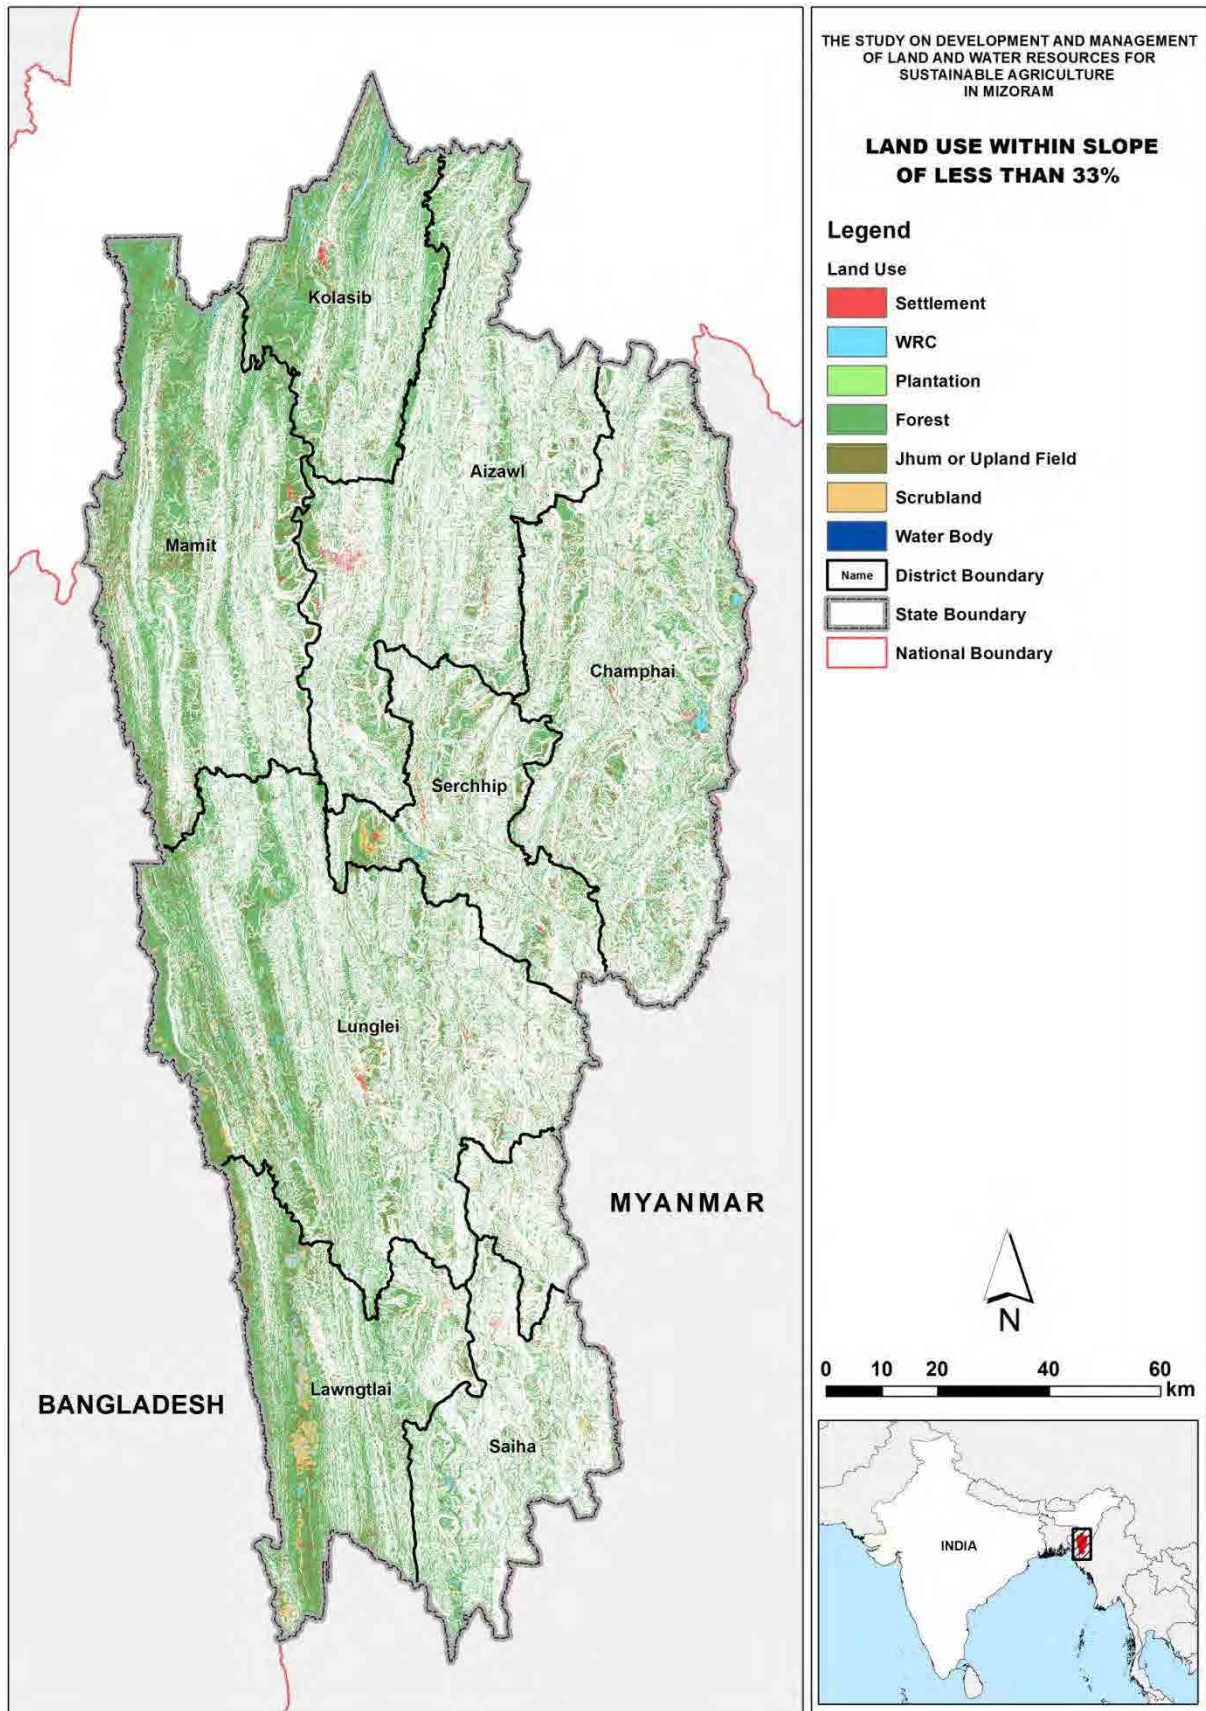 THE STUDY ON DEVELOPMENT AND MANAGEMENT
OF LAND AND WATER RESOURCES FOR
SUSTAINABLE AGRICULTURE
IN MIZORAM
LAND USE WITHIN SLOPE
OF LESS THAN 33%
Legend
Land Use
Settlement
WRC
Plantation
Forest
Jhum or Upland Field
Scrubland
Water Body
Name District Boundary
State Boundary
National Boundary
Kolasib
Aizawl
Mamit
Champhai
Serchhip
Lunglei
MYANMAR
BANGLADESH
Lawngtlai
Saiha
N
0 10 20 40 60
km
INDIA